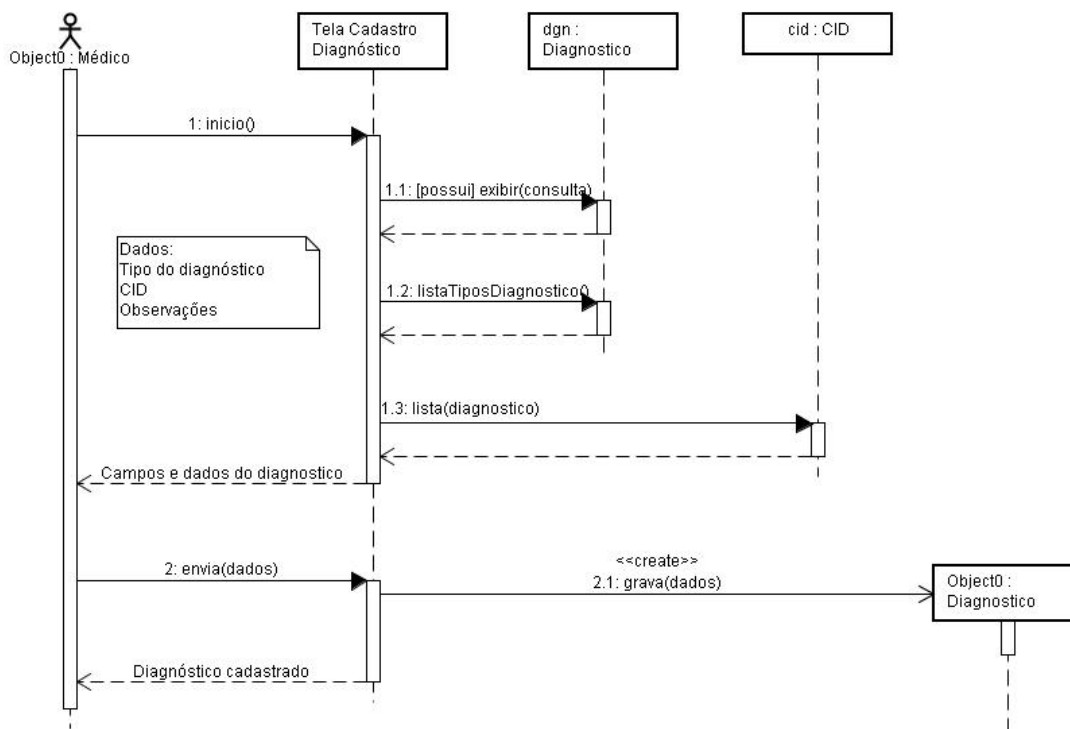 Object0 : Médico
Tela Cadastro
Diagnóstico
dgn :
Diagnostico
cid : CID
1: inicio()
1.1: [possui] exibir(consulta)
Dados:
Tipo do diagnóstico
CID
Observações
1.2: listaTiposDiagnostico()
1.3: lista(diagnostico)
Campos e dados do diagnostico
2: envia(dados)
<<create>>
2.1: grava(dados)
Object0 :
Diagnostico
Diagnóstico cadastrado